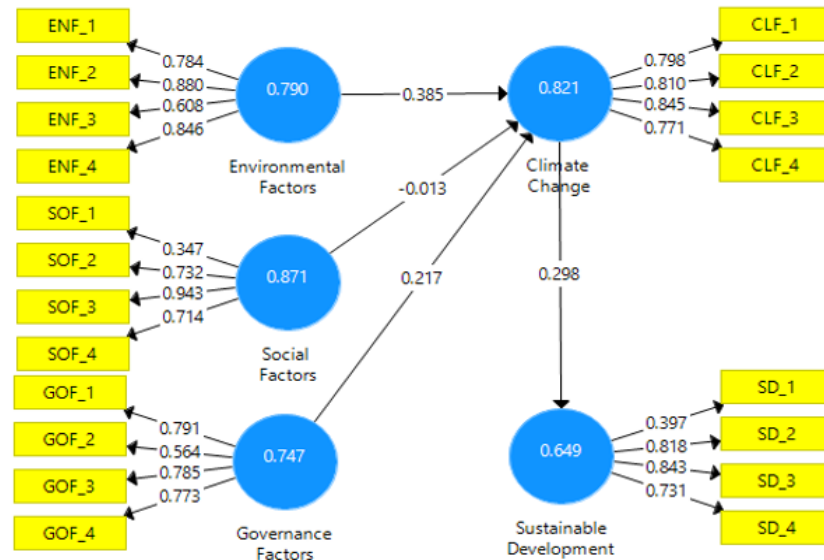 ENF_1
ENF_2
ENF_3
ENF_4
0.784
0.880
0.608
0.846
0.790
Environmental
Factors
0.385
SOF_1
SOF_2
SOF_3
SOF_4
0.347
0.732
0.943
0.714
0.871
Social
Factors
-0.013
GOF_1
GOF_2
GOF_3
GOF_4
0.791
0.564
0.785
0.773
0.747
Governance
Factors
0.217
0.821
Climate
Change
0.798
0.810
0.845
0.771
CLF_1
CLF_2
CLF_3
CLF_4
0.298
0.649
Sustainable
Development
0.397
0.818
0.843
0.731
SD_1
SD_2
SD_3
SD_4